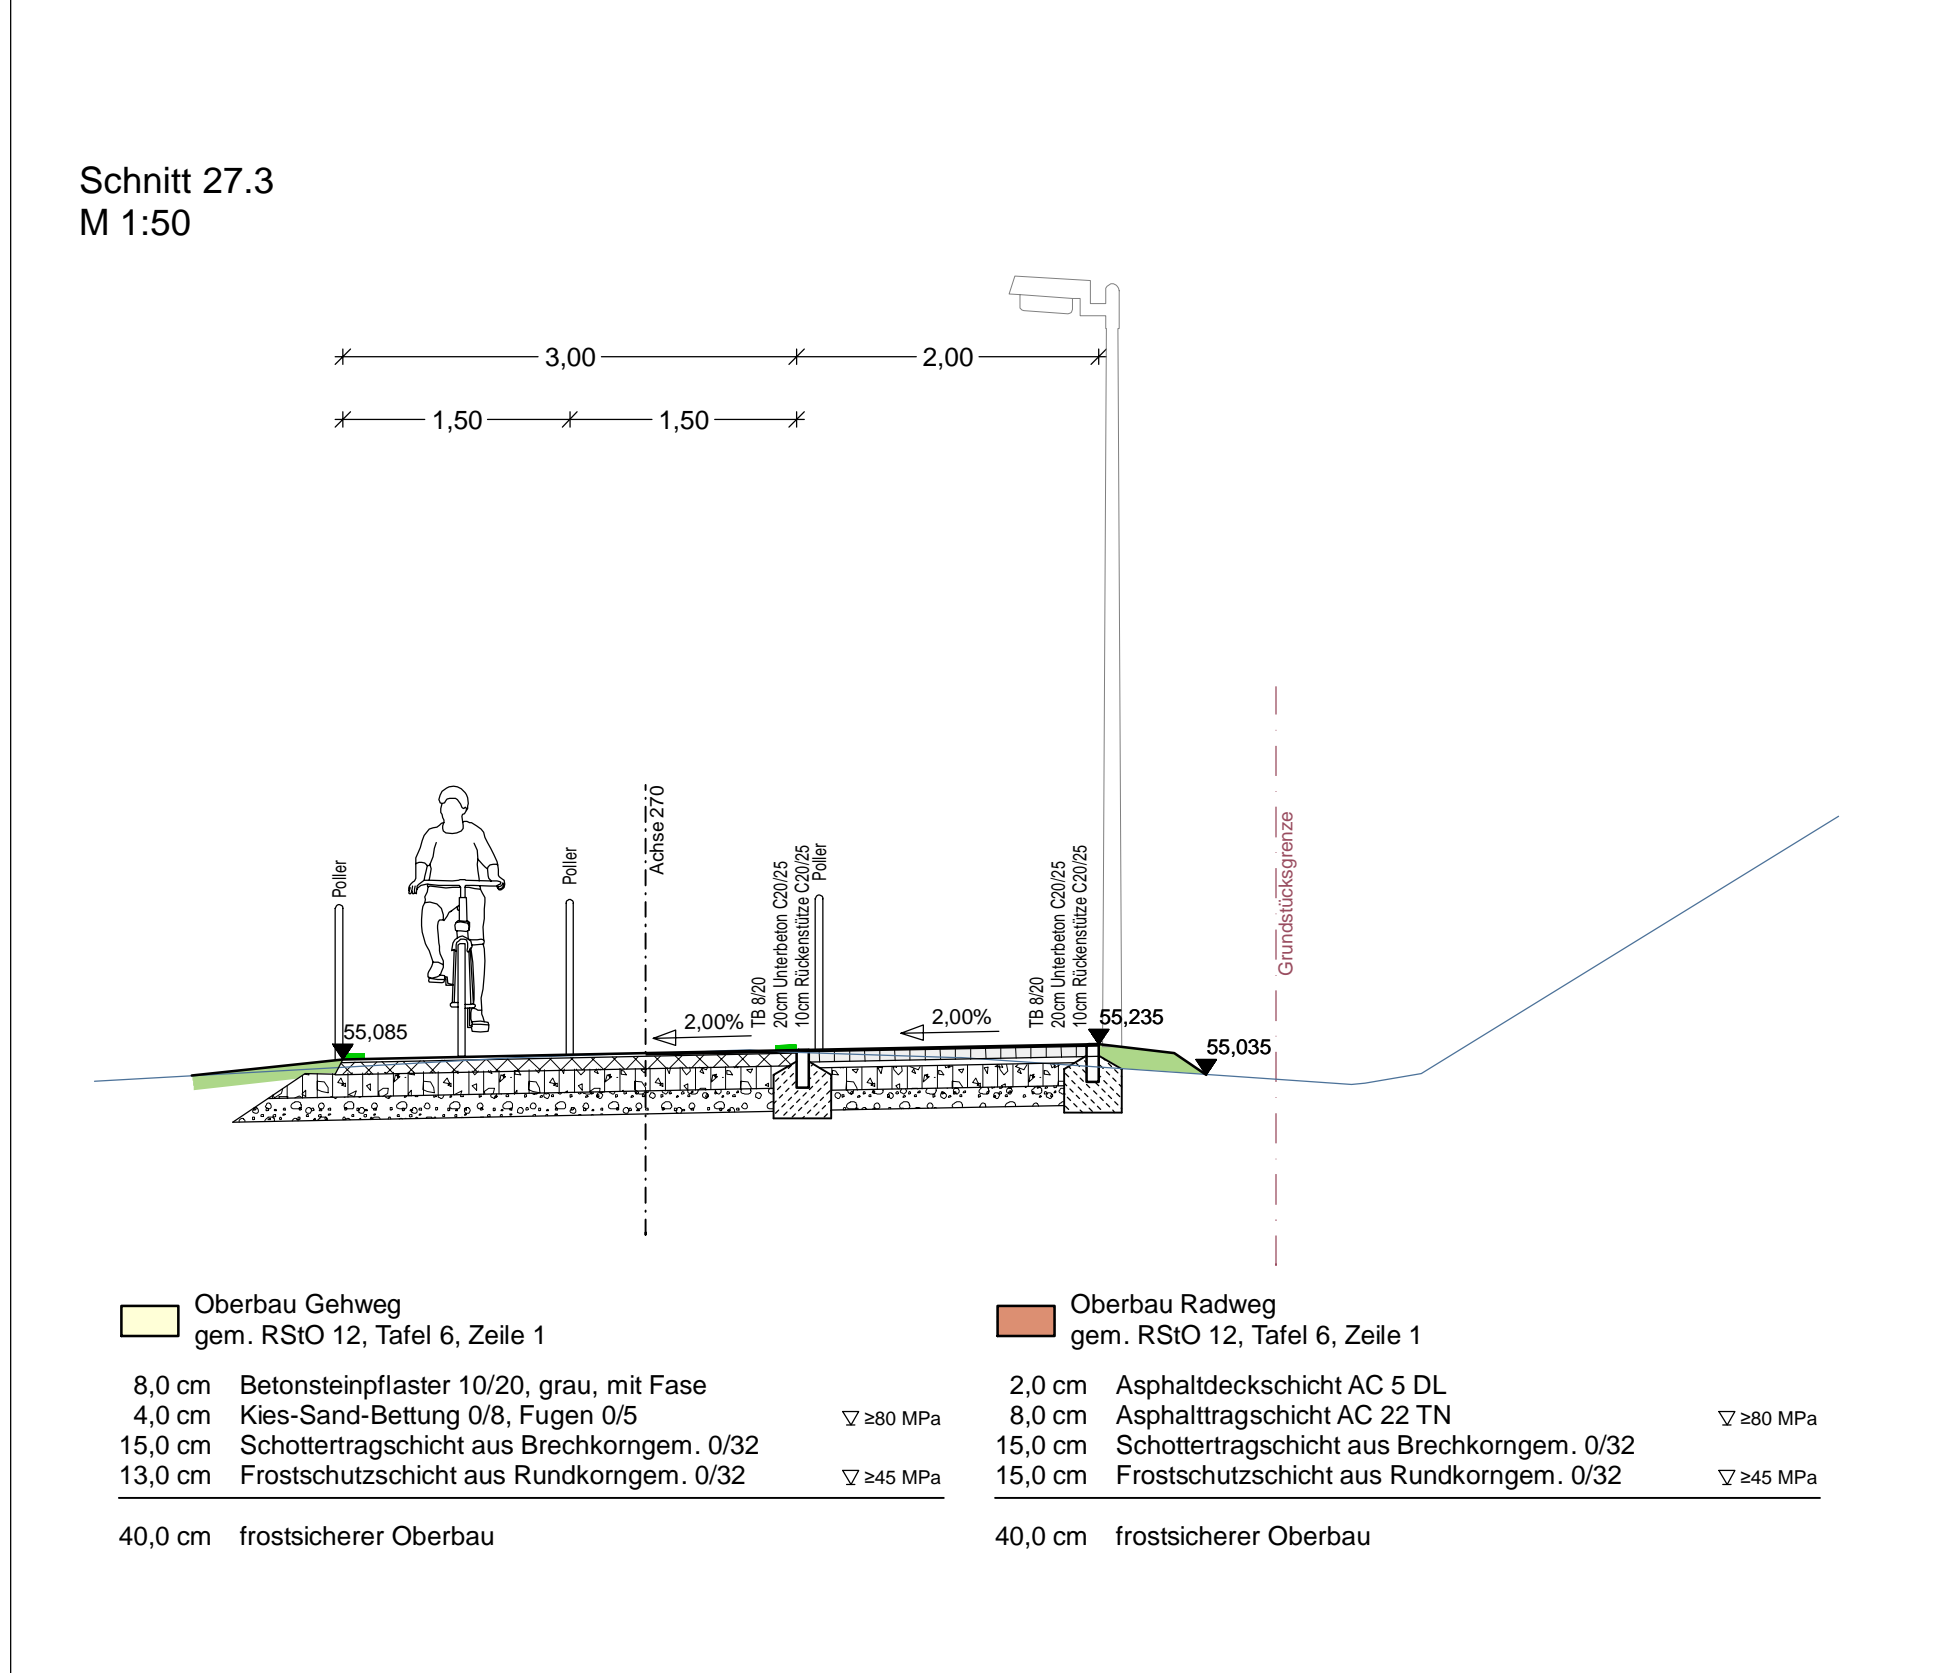 Schnitt 27.3
M 1:50
3,00
2,00
1,50
1,50
Poller
Poller
Achse 270
TB 8/20
20cm Unterbeton C20/25
10cm Rückenstütze C20/25
Poller
TB 8/20
20cm Unterbeton C20/25
10cm Rückenstütze C20/25
Grundstücksgrenze
55,085
2,00%
2,00%
55,235
55,035
Oberbau Gehweg
gem. RStO 12, Tafel 6, Zeile 1
8,0 cm Betonsteinpflaster 10/20, grau, mit Fase
4,0 cm Kies-Sand-Bettung 0/8, Fugen 0/5 ≥80 MPa
15,0 cm Schottertragschicht aus Brechkorngem. 0/32
13,0 cm Frostschutzschicht aus Rundkorngem. 0/32 ≥45 MPa
40,0 cm frostsicherer Oberbau
Oberbau Radweg
gem. RStO 12, Tafel 6, Zeile 1
2,0 cm Asphaltdeckschicht AC 5 DL
8,0 cm Asphalttragschicht AC 22 TN ≥80 MPa
15,0 cm Schottertragschicht aus Brechkorngem. 0/32
15,0 cm Frostschutzschicht aus Rundkorngem. 0/32 ≥45 MPa
40,0 cm frostsicherer Oberbau